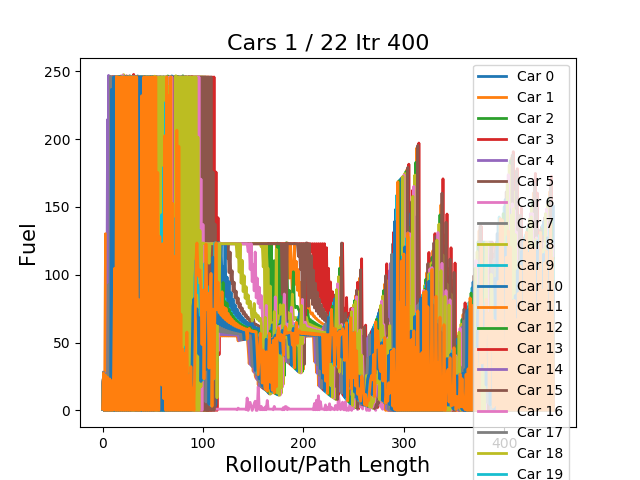 Cars 1 / 22 Itr 400
Fuel
250
200
150
100
50
0
0
100
200
300
400
Rollout/Path Length
Car 0
Car 1
Car 2
Car 3
Car 4
Car 5
Car 6
Car 7
Car 8
Car 9
Car 10
Car 11
Car 12
Car 13
Car 14
Car 15
Car 16
Car 17
Car 18
Car 19